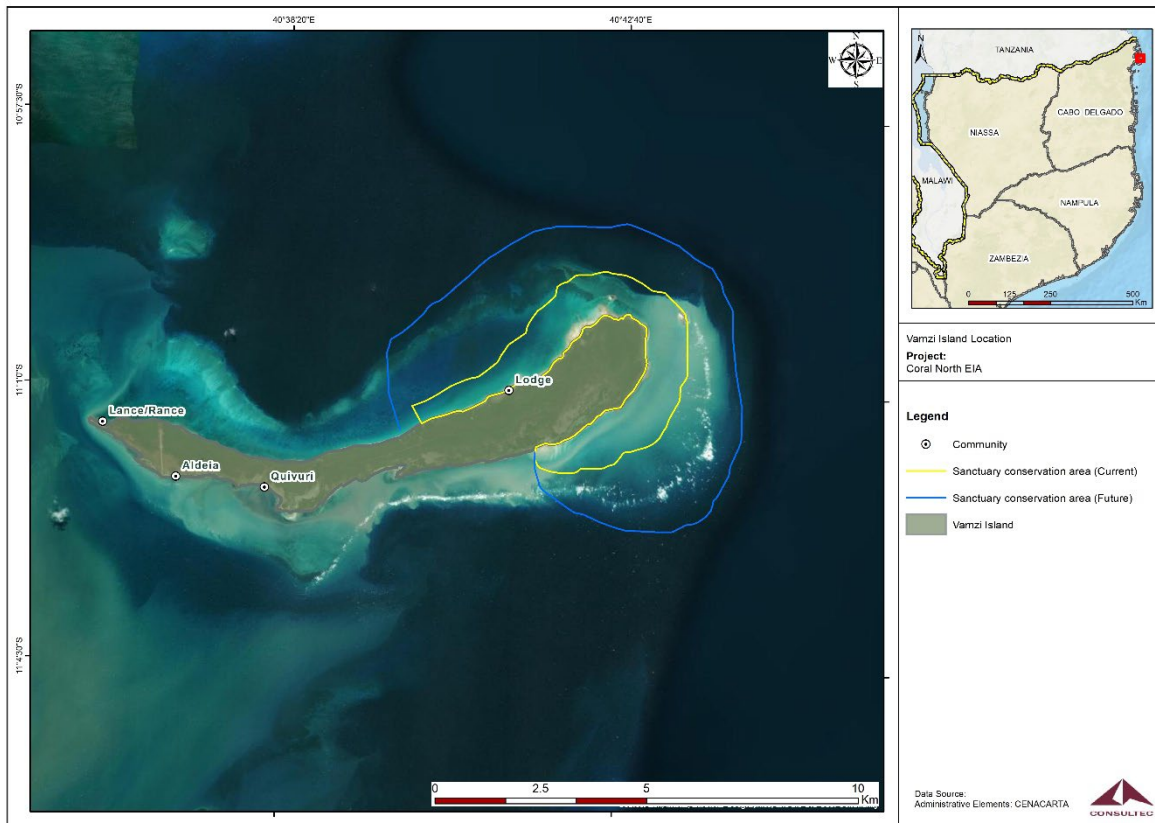 40°38'20"E
40°42'40"E
10°57'30"S
11°1'0"S
11°4'30"S
N
W
E
S
Lance/Rance
Aldeia
Quivuri
Lodge
0 2.5 5 10
Km
N
TANZANIA
CABO DELGADO
NIASSA
MALAWI
NAMPULA
ZAMBEZIA
0 125 250 500
Km
Vamzi Island Location
Project:
Coral North EIA
Legend
Community
Sanctuary conservation area (Current)
Sanctuary conservation area (Future)
Vamzi Island
Data Source:
Administrative Elements: CENACARTA
CONSULTEC